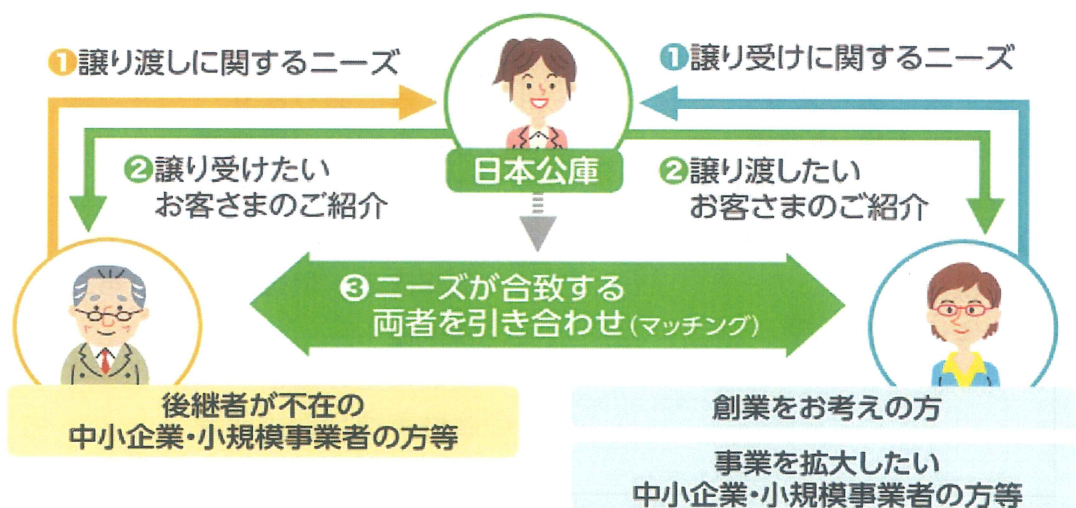 ❶譲り渡しに関するニーズ
❶譲り受けに関するニーズ
❷譲り受けたい
お客さまのご紹介
日本公庫
❷譲り渡したい
お客さまのご紹介
❸ニーズが合致する
両者を引き合わせ(マッチング)
後継者が不在の
中小企業・小規模事業者の方等
創業をお考えの方
事業を拡大したい
中小企業・小規模事業者の方等